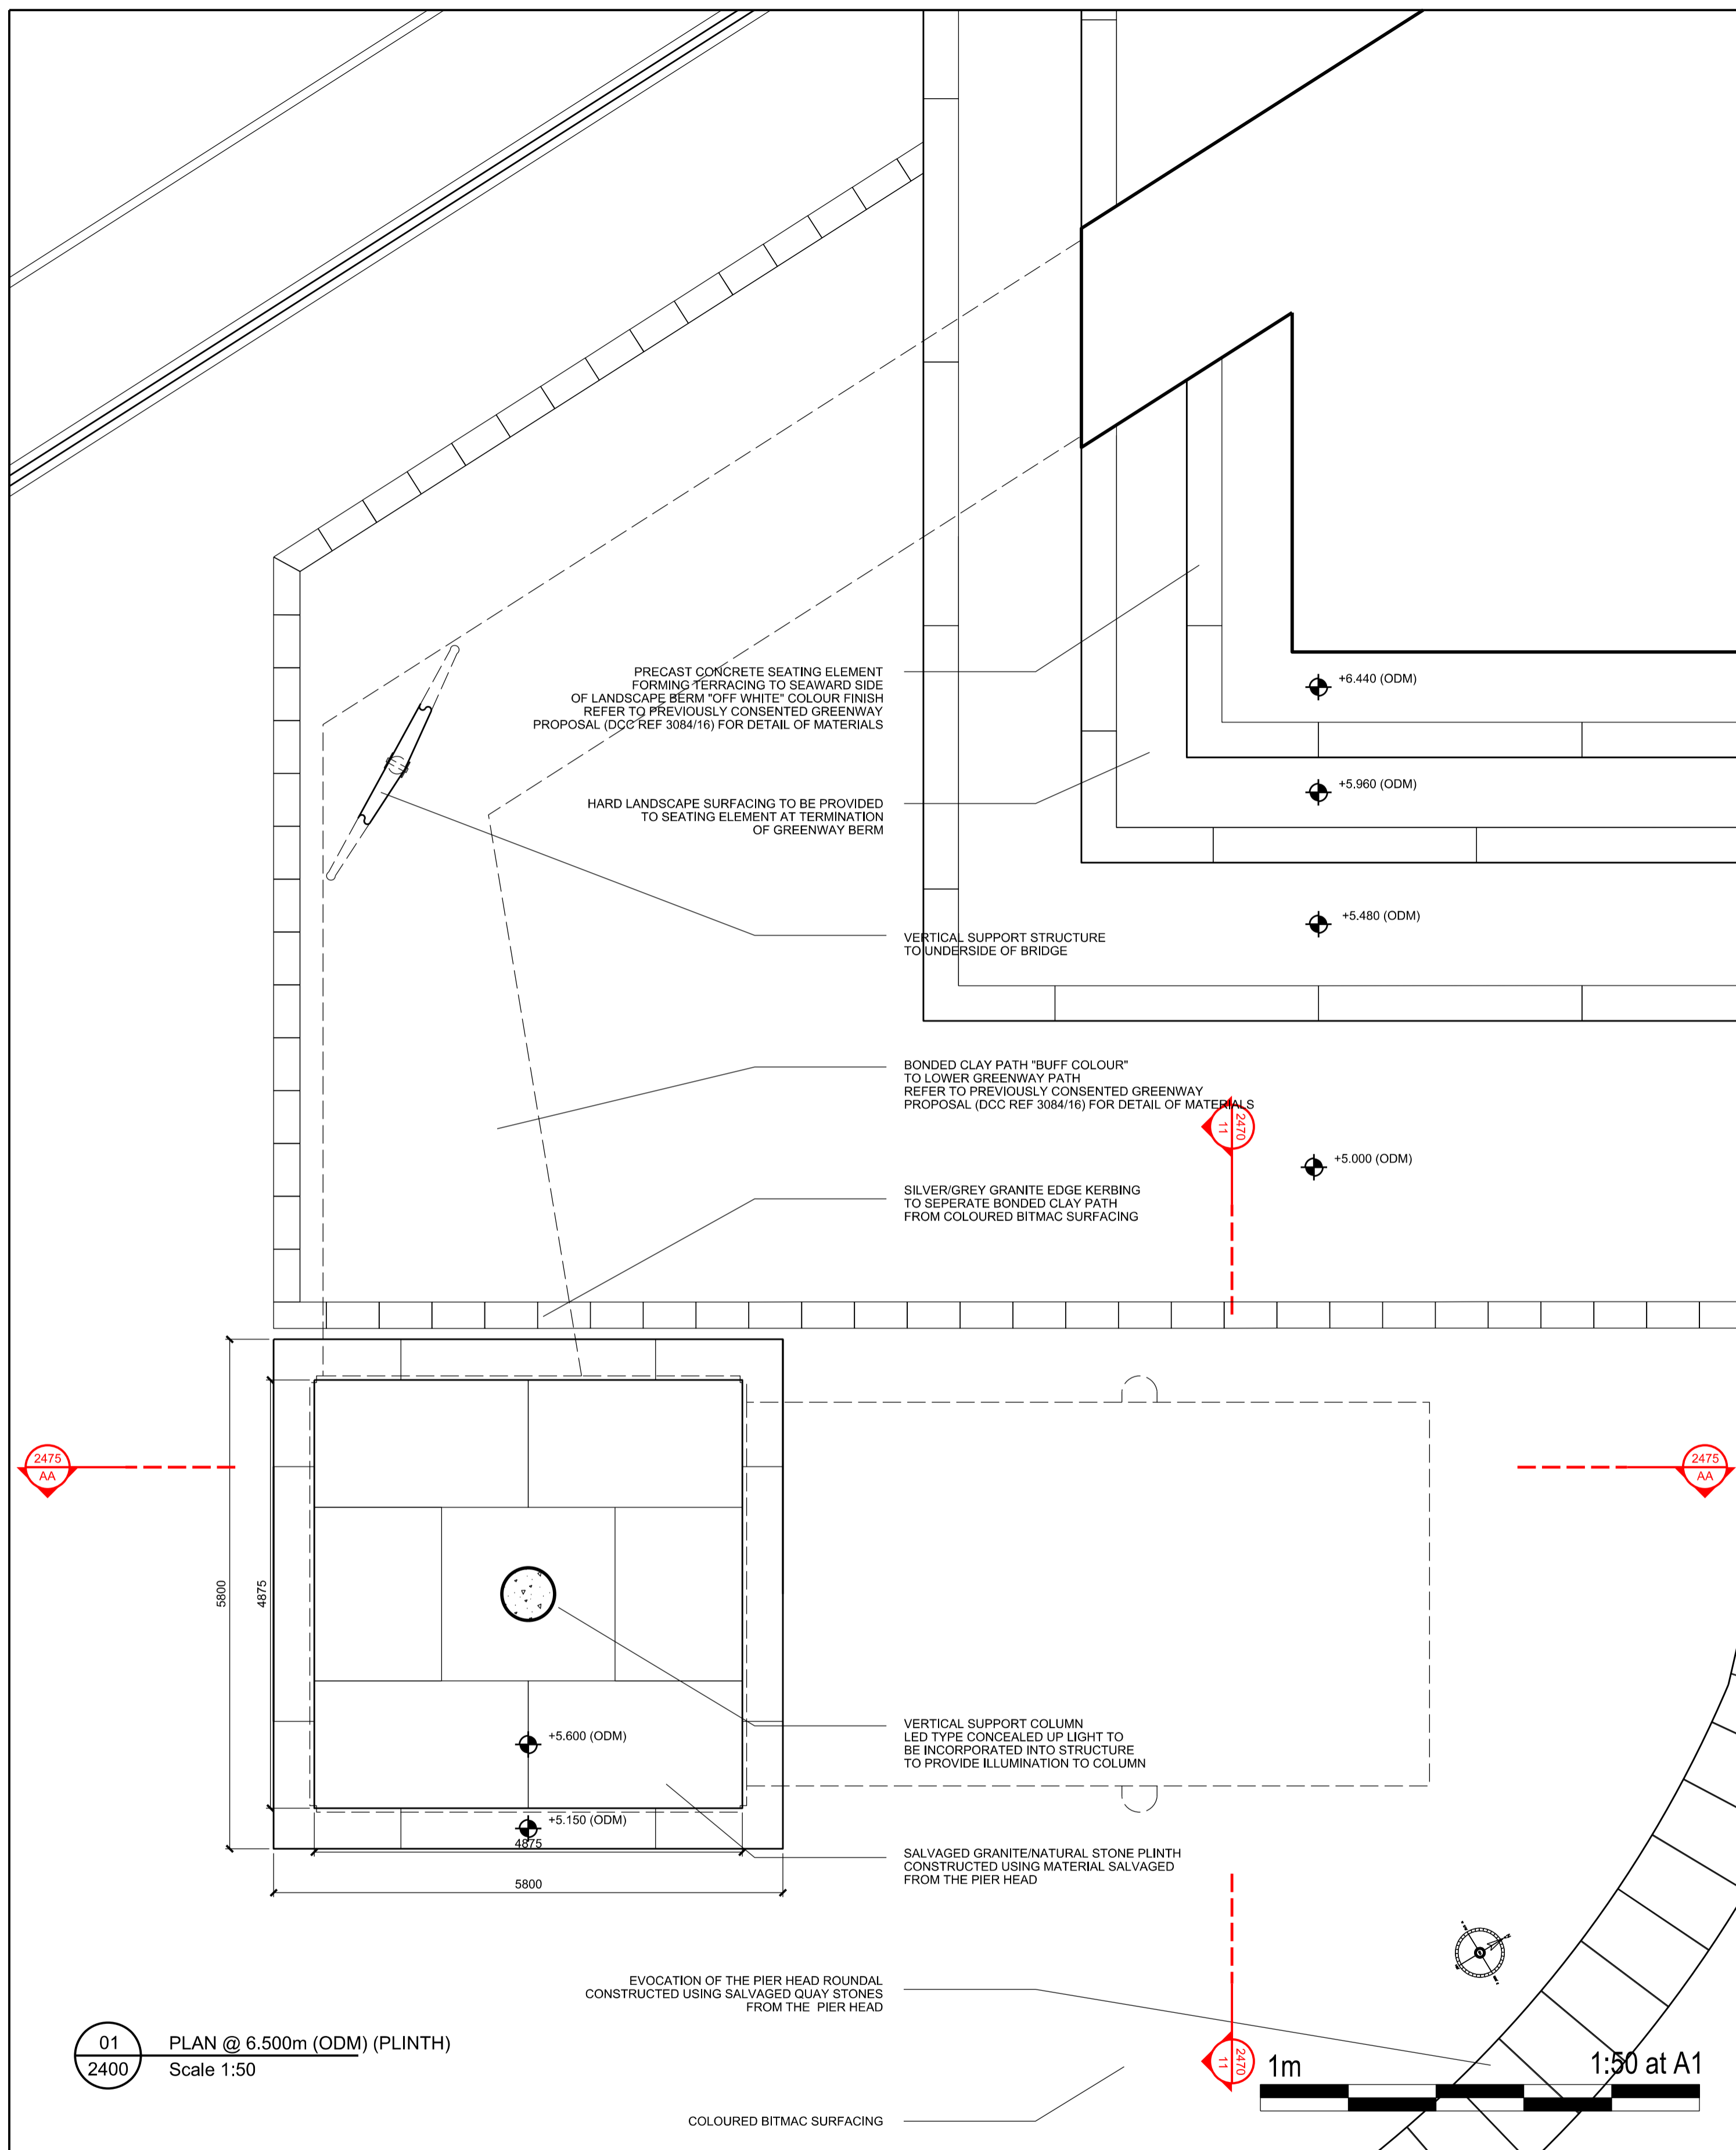 PRECAST CONCRETE SEATING ELEMENT
FORMING TERRACING TO SEAWARD SIDE
OF LANDSCAPE BERM "OFF WHITE" COLOUR FINISH
REFER TO PREVIOUSLY CONSENTED GREENWAY
PROPOSAL (DCC REF 3084/16) FOR DETAIL OF MATERIALS
+6.440 (ODM)
+5.960 (ODM)
HARD LANDSCAPE SURFACING TO BE PROVIDED
TO SEATING ELEMENT AT TERMINATION
OF GREENWAY BERM
+5.480 (ODM)
VERTICAL SUPPORT STRUCTURE
TO UNDERSIDE OF BRIDGE
BONDED CLAY PATH "BUFF COLOUR"
TO LOWER GREENWAY PATH
REFER TO PREVIOUSLY CONSENTED GREENWAY
PROPOSAL (DCC REF 3084/16) FOR DETAIL OF MATERIALS
2470
11
+5.000 (ODM)
SILVER/GREY GRANITE EDGE KERBING
TO SEPERATE BONDED CLAY PATH
FROM COLOURED BITMAC SURFACING
2475
AA
2475
AA
5800
4875
VERTICAL SUPPORT COLUMN
LED TYPE CONCEALED UP LIGHT TO
BE INCORPORATED INTO STRUCTURE
TO PROVIDE ILLUMINATION TO COLUMN
+5.600 (ODM)
+5.150 (ODM)
4875
5800
SALVAGED GRANITE/NATURAL STONE PLINTH
CONSTRUCTED USING MATERIAL SALVAGED
FROM THE PIER HEAD
EVOCATION OF THE PIER HEAD ROUNDAL
CONSTRUCTED USING SALVAGED QUAY STONES
FROM THE PIER HEAD
01
2400
PLAN @ 6.500m (ODM) (PLINTH)
Scale 1:50
2470
11
1m
1:50 at A1
COLOURED BITMAC SURFACING